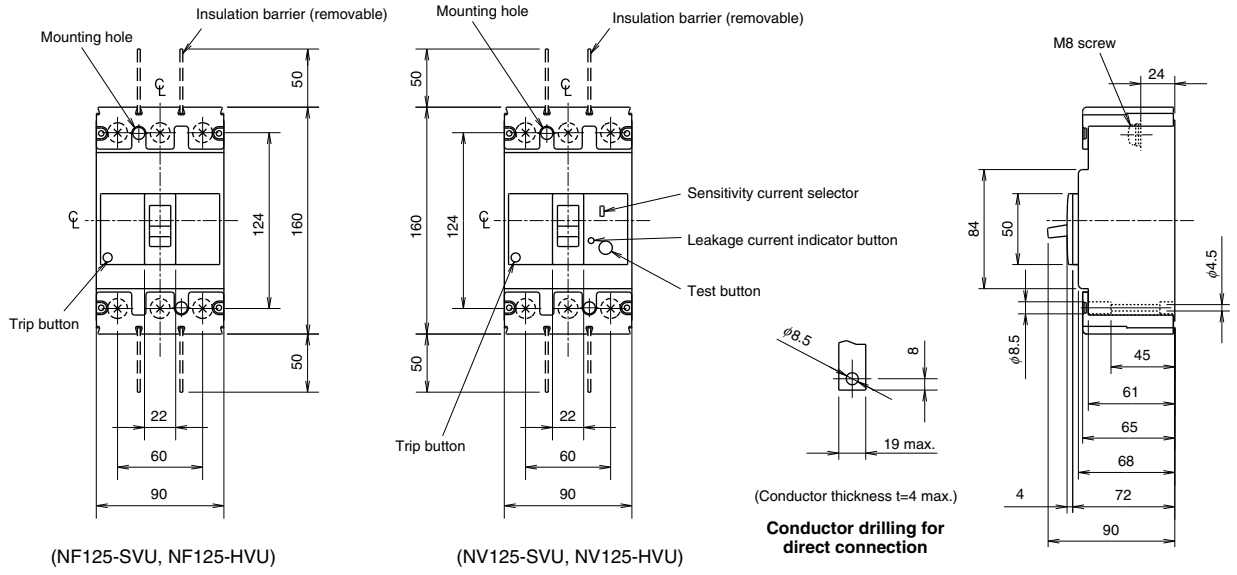 Insulation barrier (removable)
Mounting hole
50
℄
℄
124
160
50
Trip button
22
60
90
(NF125-SVU, NF125-HVU)
Mounting hole
Insulation barrier (removable)
50
℄
℄
160
124
50
Sensitivity current selector
Leakage current indicator button
Test button
Trip button
22
60
90
(NV125-SVU, NV125-HVU)
φ8.5
8
19 max.
(Conductor thickness t=4 max.)
Conductor drilling for
direct connection
M8 screw
24
84
50
φ4.5
φ8.5
45
61
65
68
4
72
90